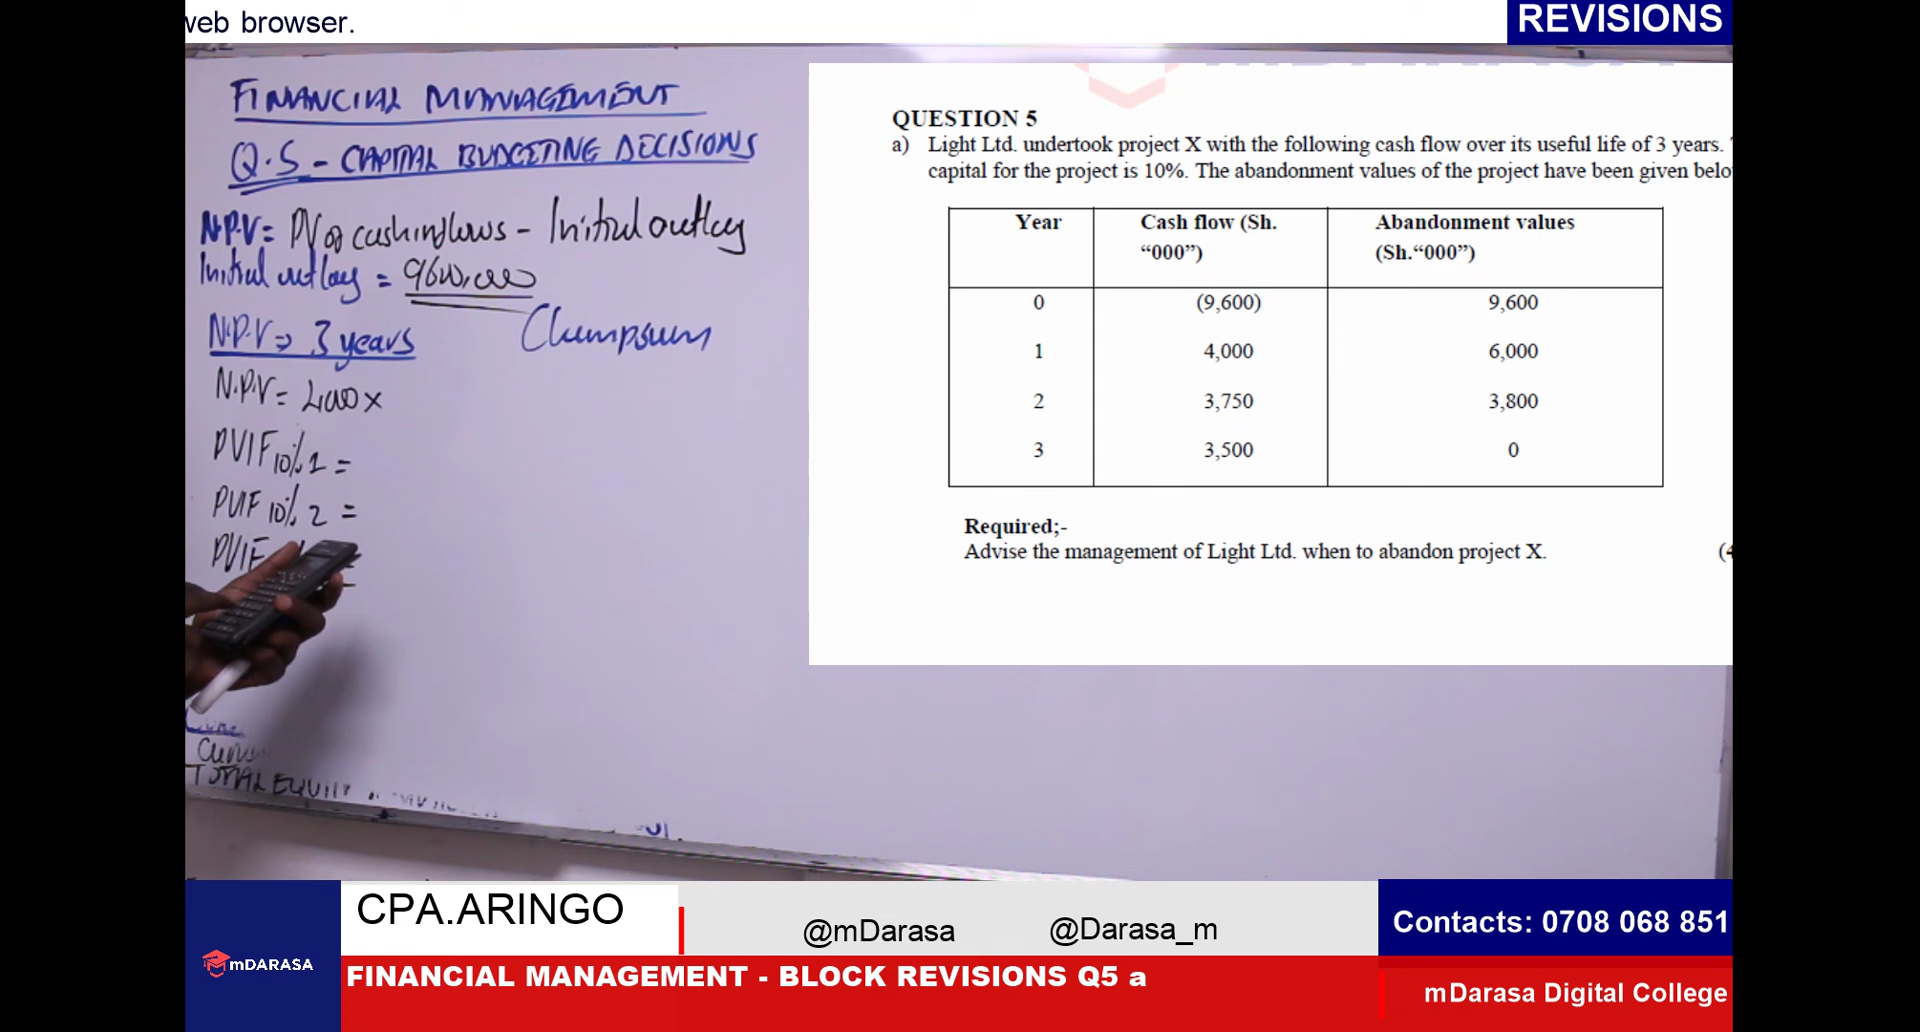 web browser.
REVISIONS
FINANCIAL MANAGEMENT
Q.5 - CAPITAL BUDGETING DECISIONS
N.P.V = PV of cash inflows - Initial outlay
Initial outlay = 9600,000
N.P.V => 3 years
N.P.V = 4000 x
PVIF 10% 1 =
PVIF 10% 2 =
PVIF
TOTAL EQUITY
QUESTION 5
a) Light Ltd. undertook project X with the following cash flow over its useful life of 3 years.
capital for the project is 10%. The abandonment values of the project have been given belo
Year Cash flow (Sh. “000”) Abandonment values (Sh.“000”)
0 (9,600) 9,600
1 4,000 6,000
2 3,750 3,800
3 3,500 0
Required;-
Advise the management of Light Ltd. when to abandon project X. (4
CPA.ARINGO
@mDarasa @Darasa_m
Contacts: 0708 068 851
mDARASA
FINANCIAL MANAGEMENT - BLOCK REVISIONS Q5 a
mDarasa Digital College